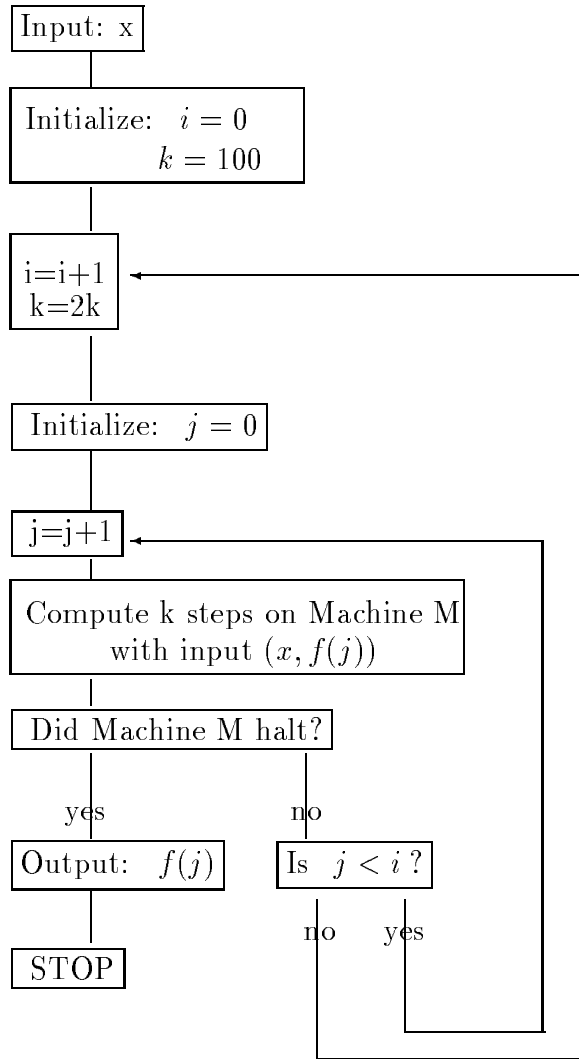 Input: x
Initialize: i = 0
k = 100
i=i+1
k=2k
Initialize: j = 0
j=j+1
Compute k steps on Machine M
with input (x, f(j))
Did Machine M halt?
yes no
Output: f(j) Is j < i ?
no yes
STOP